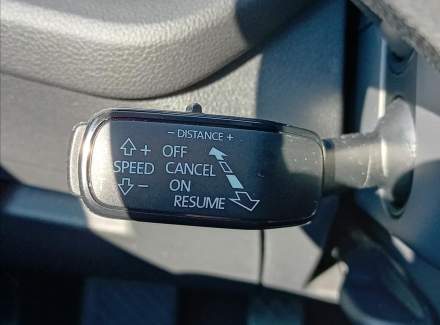 - DISTANCE +
+ OFF
SPEED CANCEL
- ON
RESUME